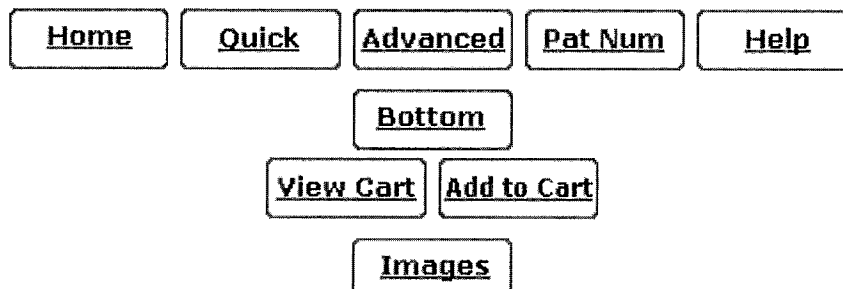 Home Quick Advanced Pat Num Help
Bottom
View Cart Add to Cart
Images